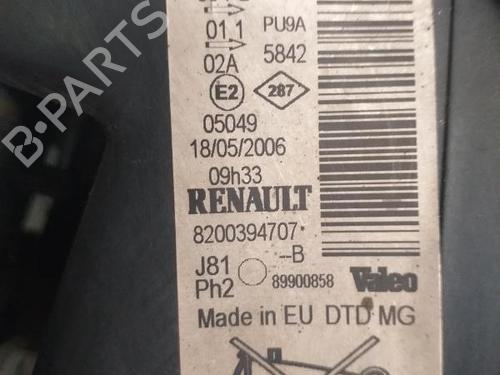 01.1 PU9A
02A 5842
E2 287
05049
18/05/2006
09h33
RENAULT
8200394707
--B
J81
Ph2 89900858 Valeo
Made in EU DTD MG
B-PARTS